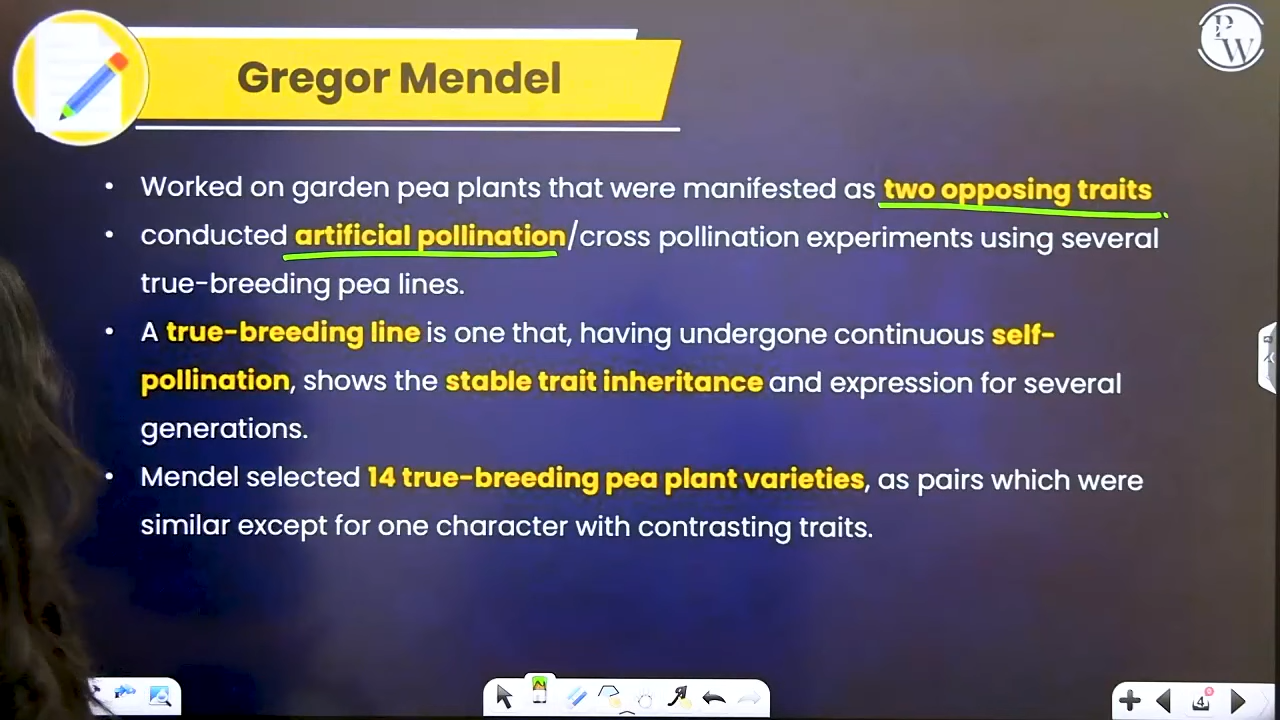 PW
Gregor Mendel
• Worked on garden pea plants that were manifested as two opposing traits
• conducted artificial pollination/cross pollination experiments using several
true-breeding pea lines.
• A true-breeding line is one that, having undergone continuous self-
pollination, shows the stable trait inheritance and expression for several
generations.
• Mendel selected 14 true-breeding pea plant varieties, as pairs which were
similar except for one character with contrasting traits.
4